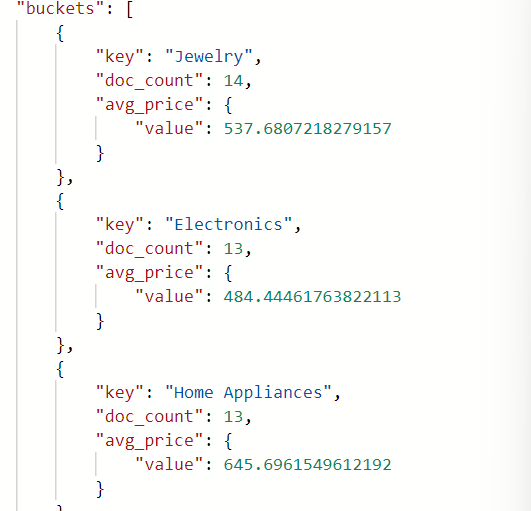 "buckets": [
{
"key": "Jewelry",
"doc_count": 14,
"avg_price": {
"value": 537.6807218279157
}
},
{
"key": "Electronics",
"doc_count": 13,
"avg_price": {
"value": 484.44461763822113
}
},
{
"key": "Home Appliances",
"doc_count": 13,
"avg_price": {
"value": 645.6961549612192
}